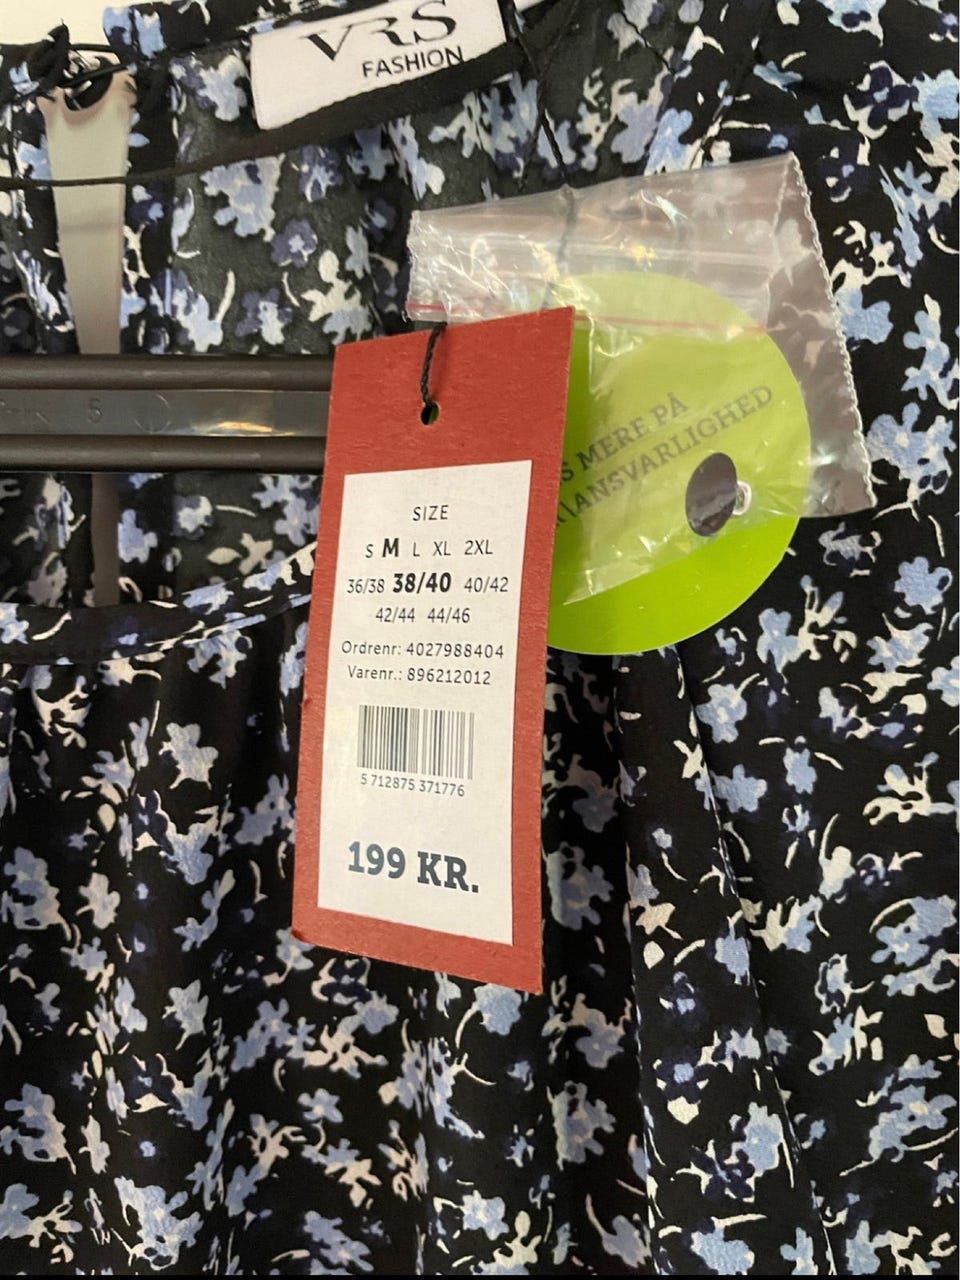 VRS
FASHION
MERE PÅ
ANSVARLIGHED
5
SIZE
S M L XL 2XL
36/38 38/40 40/42
42/44 44/46
Ordrenr: 4027988404
Varenr.: 896212012
5 712875 371776
199 KR.